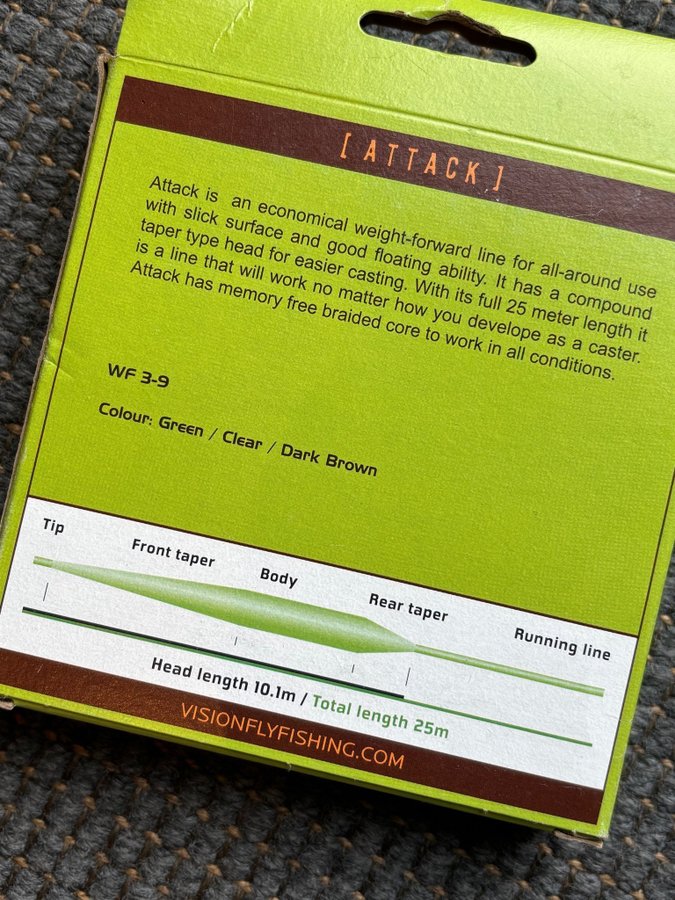 [ ATTACK ]
Attack is an economical weight-forward line for all-around use
with slick surface and good floating ability. It has a compound
taper type head for easier casting. With its full 25 meter length it
is a line that will work no matter how you develope as a caster.
Attack has memory free braided core to work in all conditions.
WF 3-9
Colour: Green / Clear / Dark Brown
Tip
Front taper
Body
Rear taper
Running line
Head length 10.1m / Total length 25m
VISIONFLYFISHING.COM